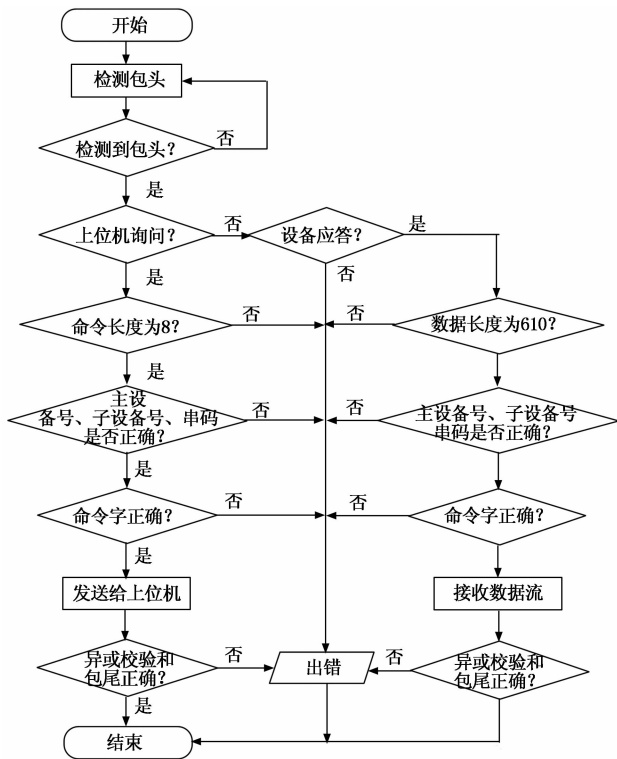 开始
检测包头
检测到包头?
否
是
上位机询问?
否
设备应答?
是
是
否
命令长度为8?
否
否
数据长度为610?
是
主设
备号、子设备号、串码
是否正确?
否
否
主设备号、子设备号
串码是否正确?
是
命令字正确?
否
否
命令字正确?
是
发送给上位机
接收数据流
异或校验和
包尾正确?
否
出错
否
异或校验和
包尾正确?
是
结束